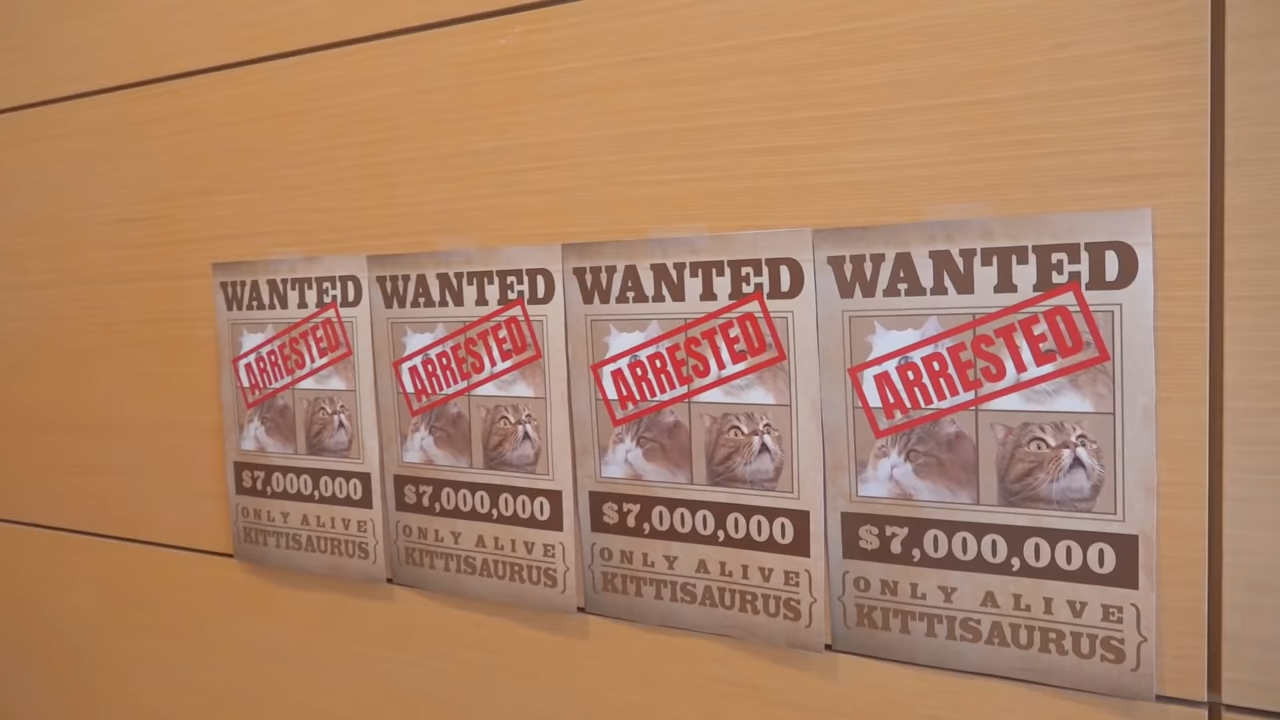 WANTED
ARRESTED
$7,000,000
ONLY ALIVE
KITTISAURUS
WANTED
ARRESTED
$7,000,000
ONLY ALIVE
KITTISAURUS
WANTED
ARRESTED
$7,000,000
ONLY ALIVE
KITTISAURUS
WANTED
ARRESTED
$7,000,000
ONLY ALIVE
KITTISAURUS